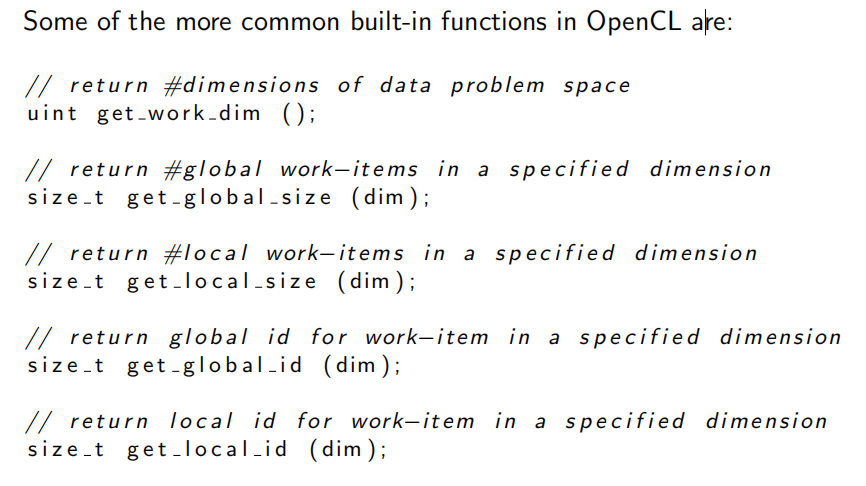 Some of the more common built-in functions in OpenCL are:
// return #dimensions of data problem space
uint get_work_dim ();
// return #global work-items in a specified dimension
size_t get_global_size (dim);
// return #local work-items in a specified dimension
size_t get_local_size (dim);
// return global id for work-item in a specified dimension
size_t get_global_id (dim);
// return local id for work-item in a specified dimension
size_t get_local_id (dim);